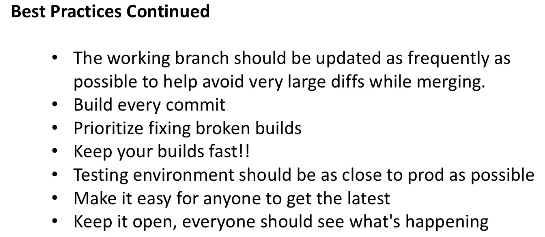 Best Practices Continued
• The working branch should be updated as frequently as
possible to help avoid very large diffs while merging.
• Build every commit
• Prioritize fixing broken builds
• Keep your builds fast!!
• Testing environment should be as close to prod as possible
• Make it easy for anyone to get the latest
• Keep it open, everyone should see what's happening